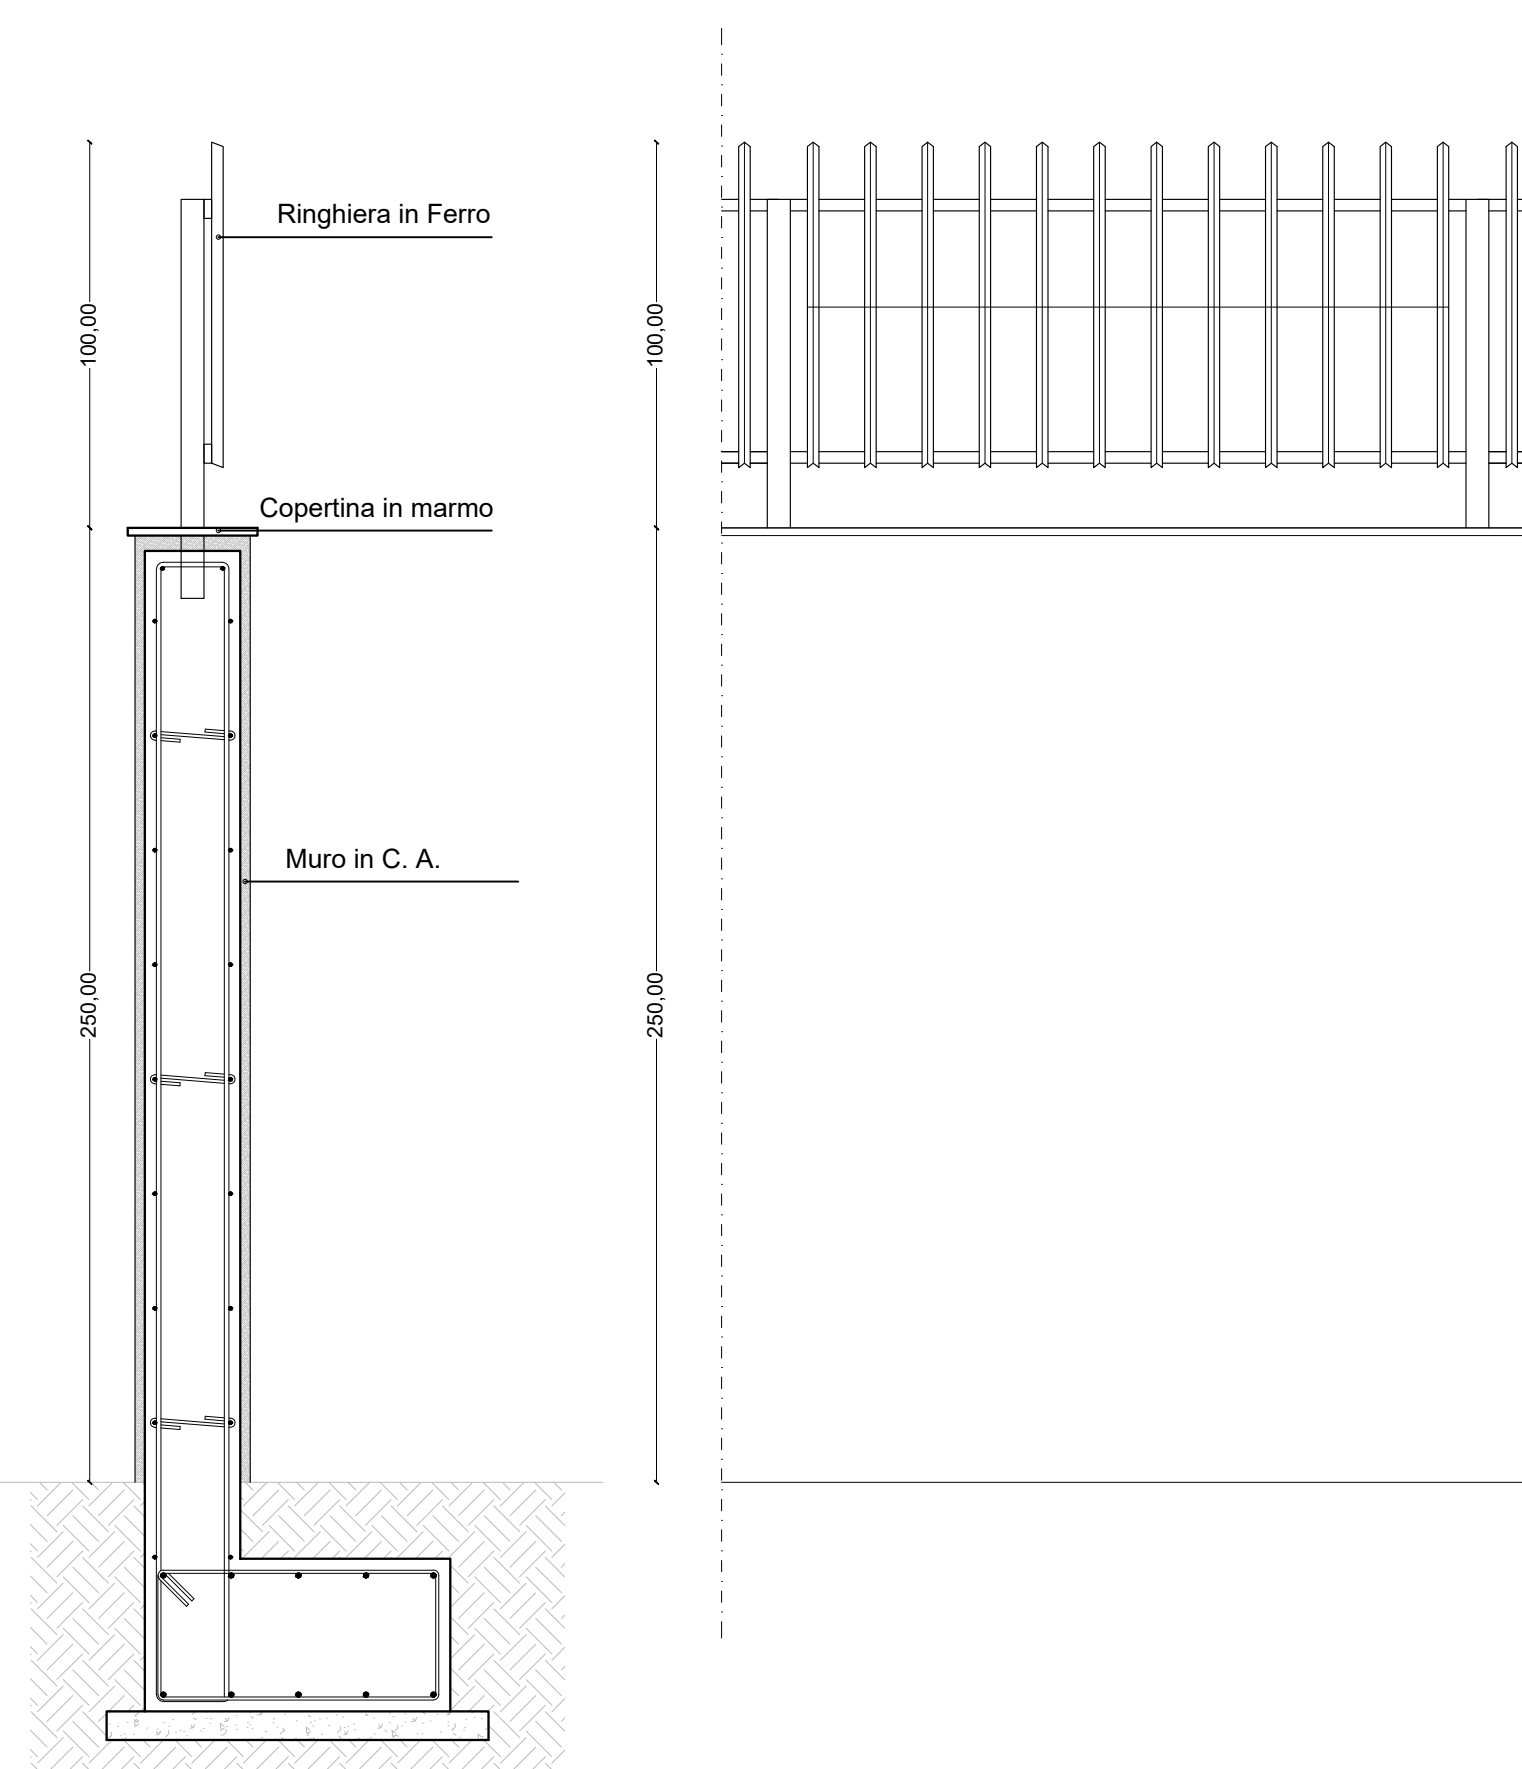 Ringhiera in Ferro
100,00
100,00
Copertina in marmo
Muro in C. A.
250,00
250,00